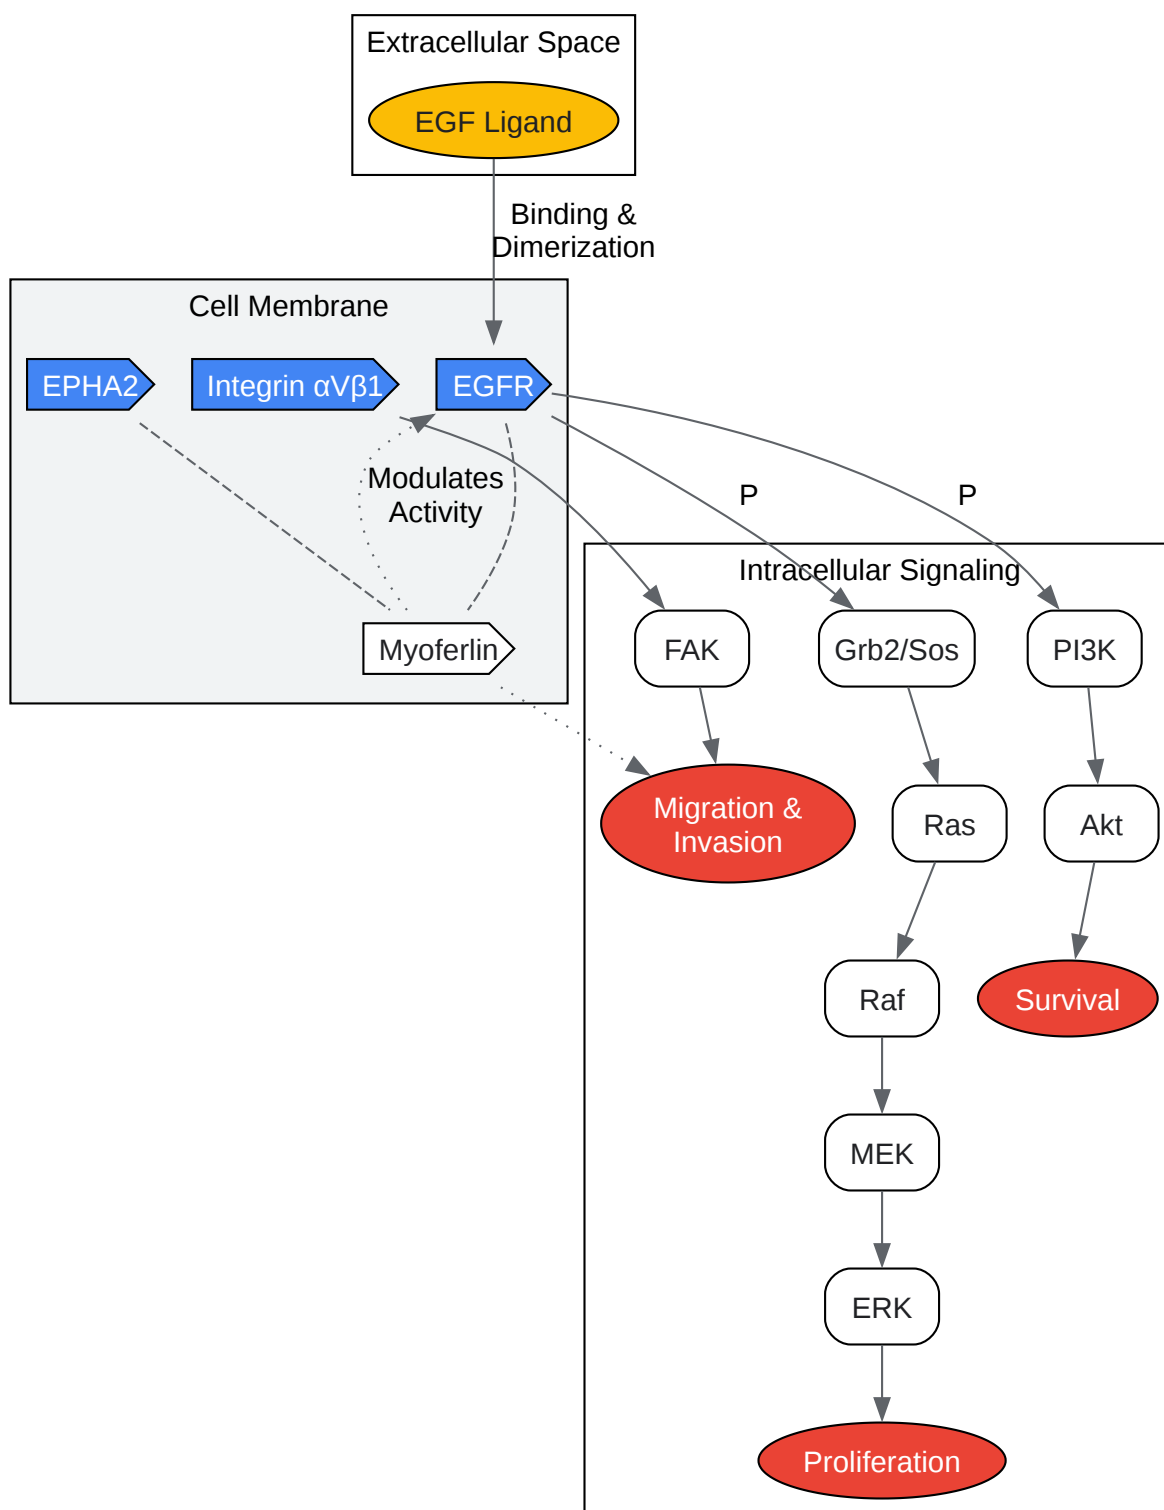 Extracellular Space
EGF Ligand
Binding &
Dimerization
Cell Membrane
EPHA2
Integrin αVβ1
EGFR
Modulates
Activity
P
P
Intracellular Signaling
Myoferlin
FAK
Grb2/Sos
PI3K
Migration &
Invasion
Ras
Akt
Raf
Survival
MEK
ERK
Proliferation